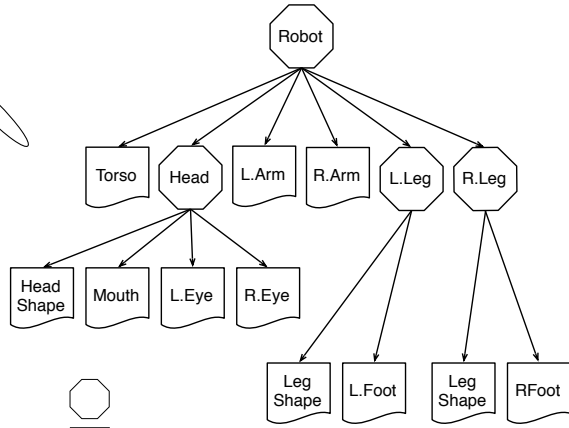 Robot
Torso
Head
L.Arm
R.Arm
L.Leg
R.Leg
Head
Shape
Mouth
L.Eye
R.Eye
Leg
Shape
L.Foot
Leg
Shape
RFoot